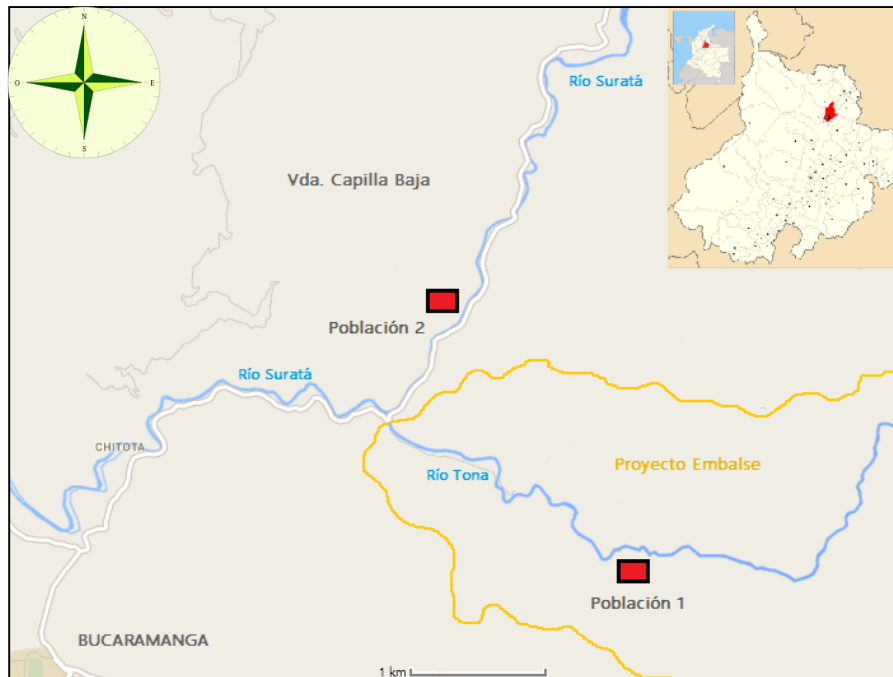 N
Río Suratá
O
E
S
Vda. Capilla Baja
Población 2
Río Suratá
CHITOTA
Proyecto Embalse
Río Tona
Población 1
BUCARAMANGA
1 km